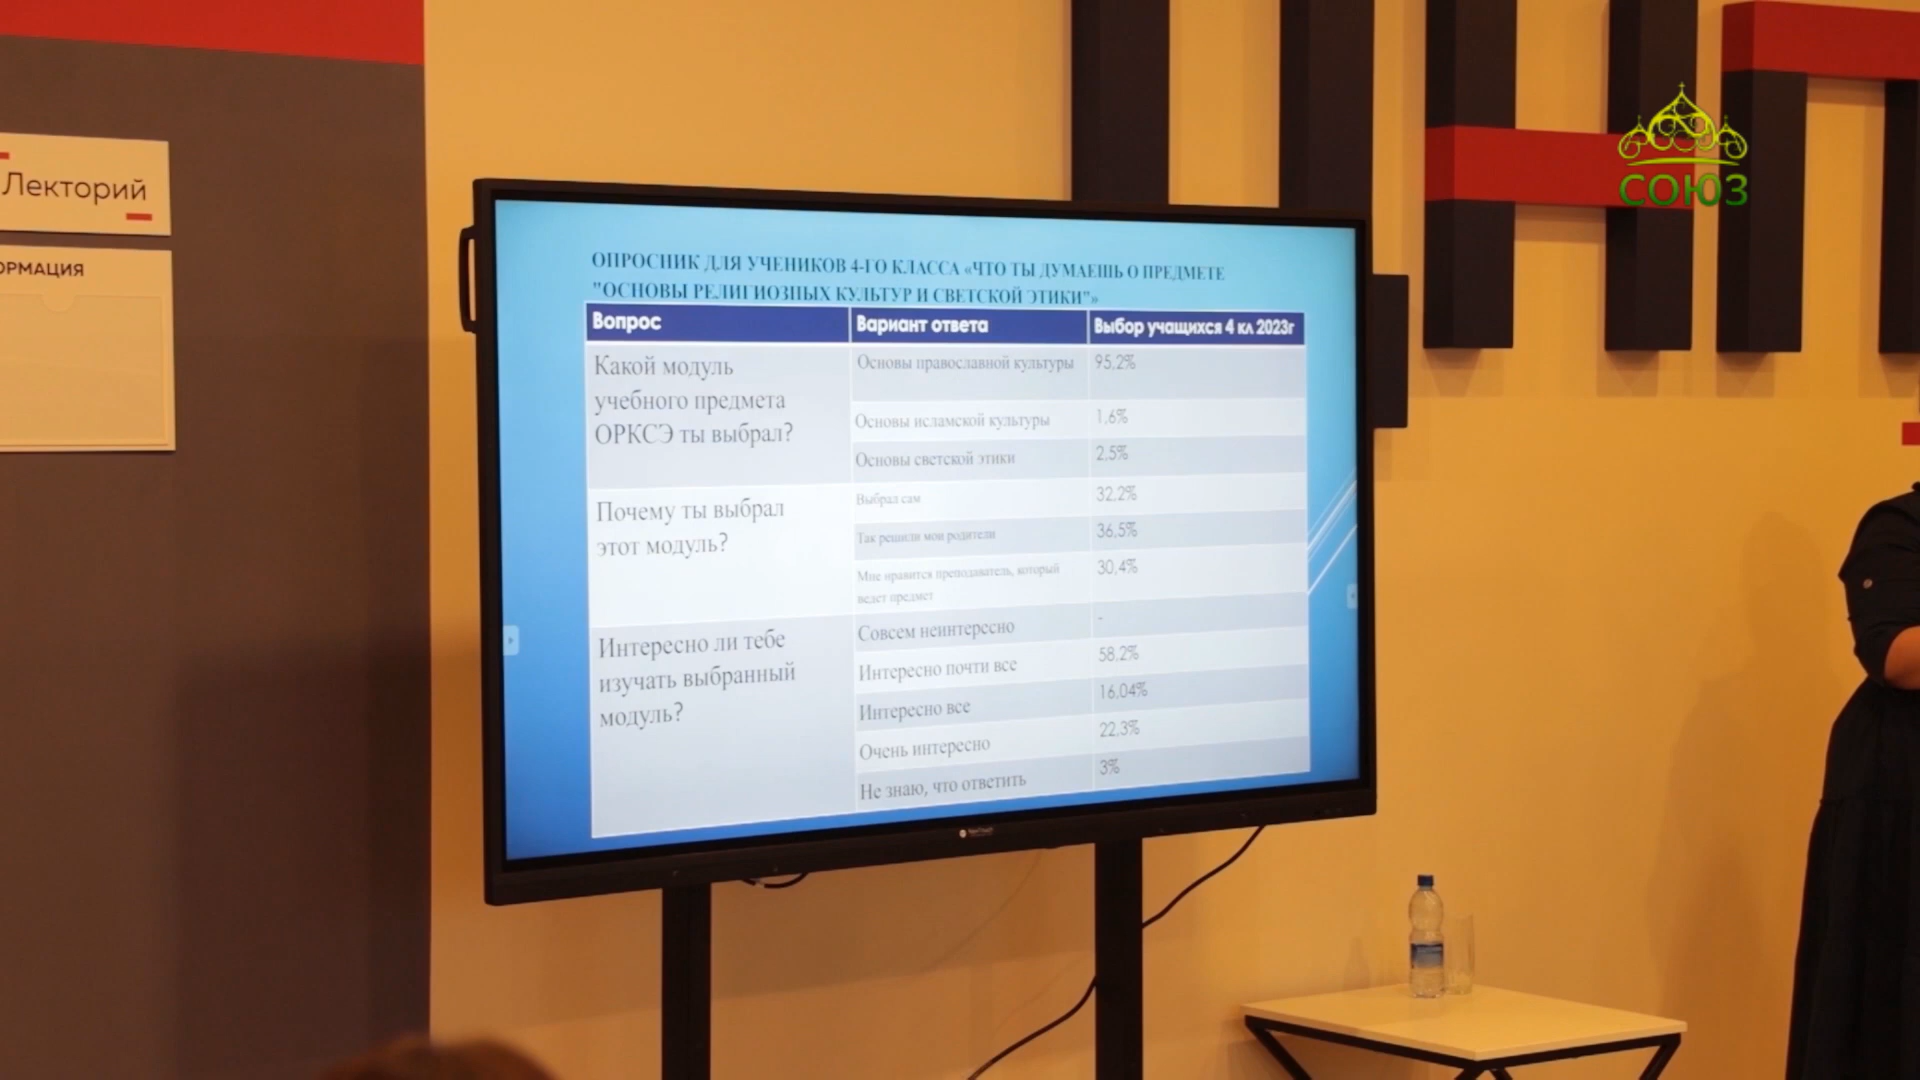 Лекторий
ОРМАЦИЯ
СОЮЗ
ОПРОСНИК ДЛЯ УЧЕНИКОВ 4-ГО КЛАССА «ЧТО ТЫ ДУМАЕШЬ О ПРЕДМЕТЕ
"ОСНОВЫ РЕЛИГИОЗНЫХ КУЛЬТУР И СВЕТСКОЙ ЭТИКИ"»
Вопрос Вариант ответа Выбор учащихся 4 кл 2023г
Какой модуль
учебного предмета
ОРКСЭ ты выбрал?
Основы православной культуры 95,2%
Основы исламской культуры 1,6%
Основы светской этики 2,5%
Почему ты выбрал
этот модуль?
Выбрал сам 32,2%
Так решили мои родители 36,5%
Мне нравится преподаватель, который 30,4%
ведет предмет
Интересно ли тебе
изучать выбранный
модуль?
Совсем неинтересно -
Интересно почти все 58,2%
Интересно все 16,04%
Очень интересно 22,3%
Не знаю, что ответить 3%